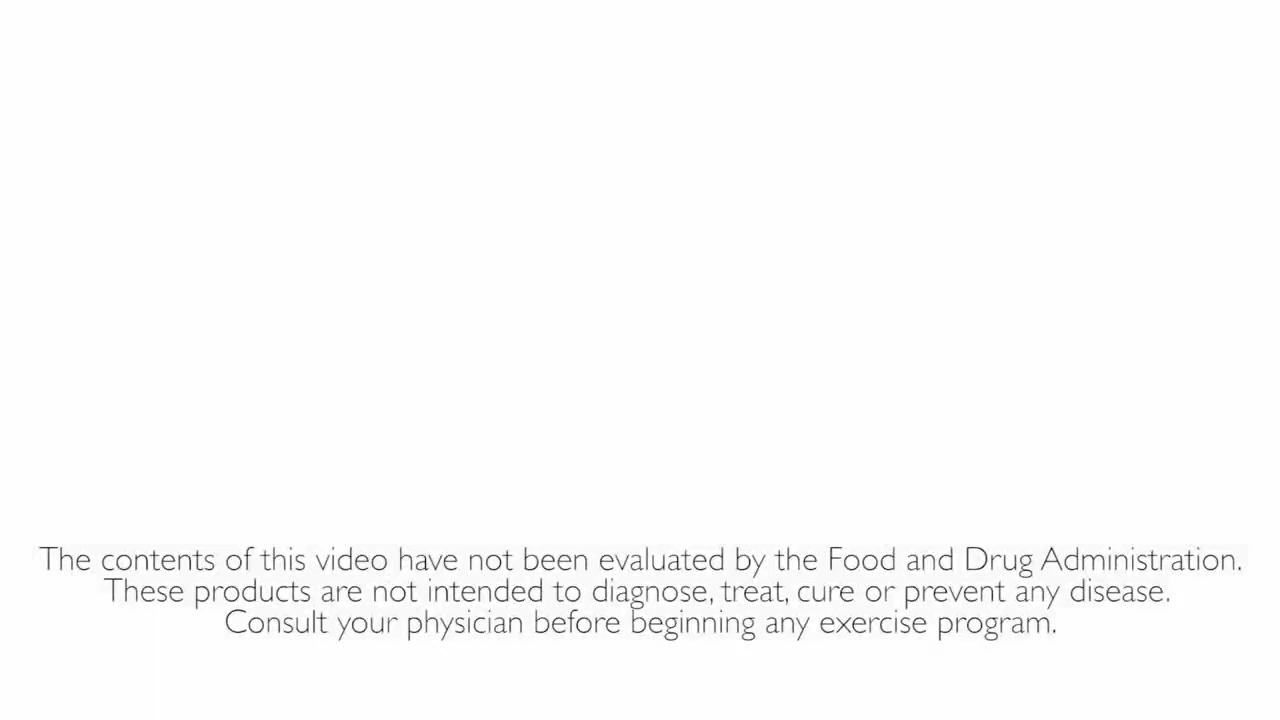 The contents of this video have not been evaluated by the Food and Drug Administration.
These products are not intended to diagnose, treat, cure or prevent any disease.
Consult your physician before beginning any exercise program.